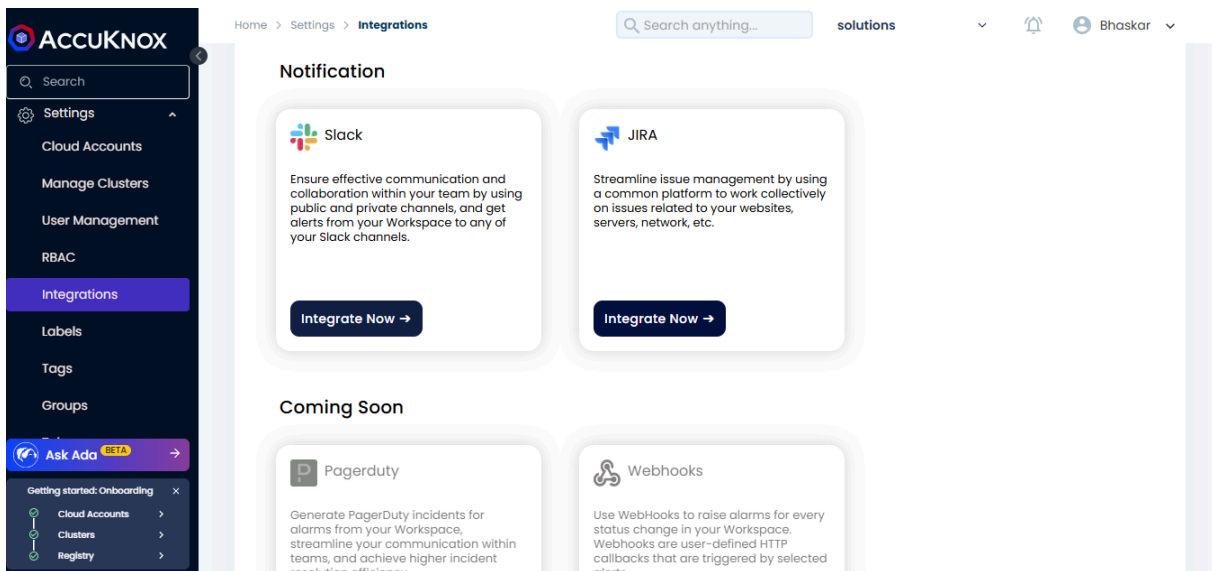 ACCUKNOX
Home > Settings > Integrations
Search anything...
solutions
Bhaskar
Search
Settings
Cloud Accounts
Manage Clusters
User Management
RBAC
Integrations
Labels
Tags
Groups
Ask Ada BETA
Getting started: Onboarding
Cloud Accounts
Clusters
Registry
Notification
Slack
Ensure effective communication and
collaboration within your team by using
public and private channels, and get
alerts from your Workspace to any of
your Slack channels.
Integrate Now →
JIRA
Streamline issue management by using
a common platform to work collectively
on issues related to your websites,
servers, network, etc.
Integrate Now →
Coming Soon
Pagerduty
Generate PagerDuty incidents for
alarms from your Workspace,
streamline your communication within
teams, and achieve higher incident
Webhooks
Use WebHooks to raise alarms for every
status change in your Workspace.
Webhooks are user-defined HTTP
callbacks that are triggered by selected